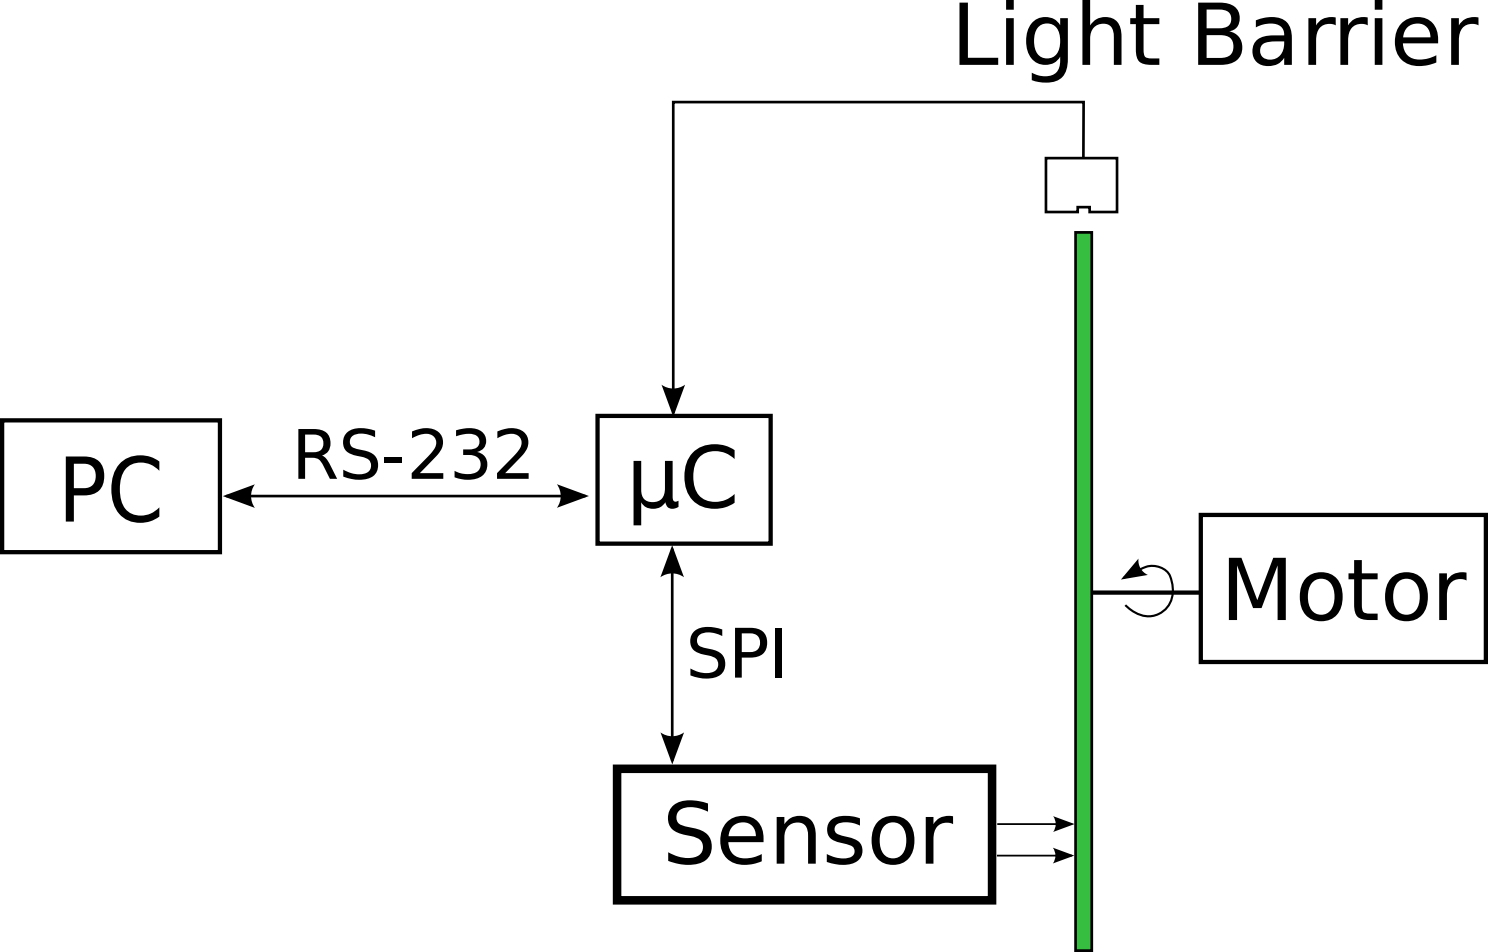 Light Barrier
PC
RS-232
µC
Motor
SPI
Sensor